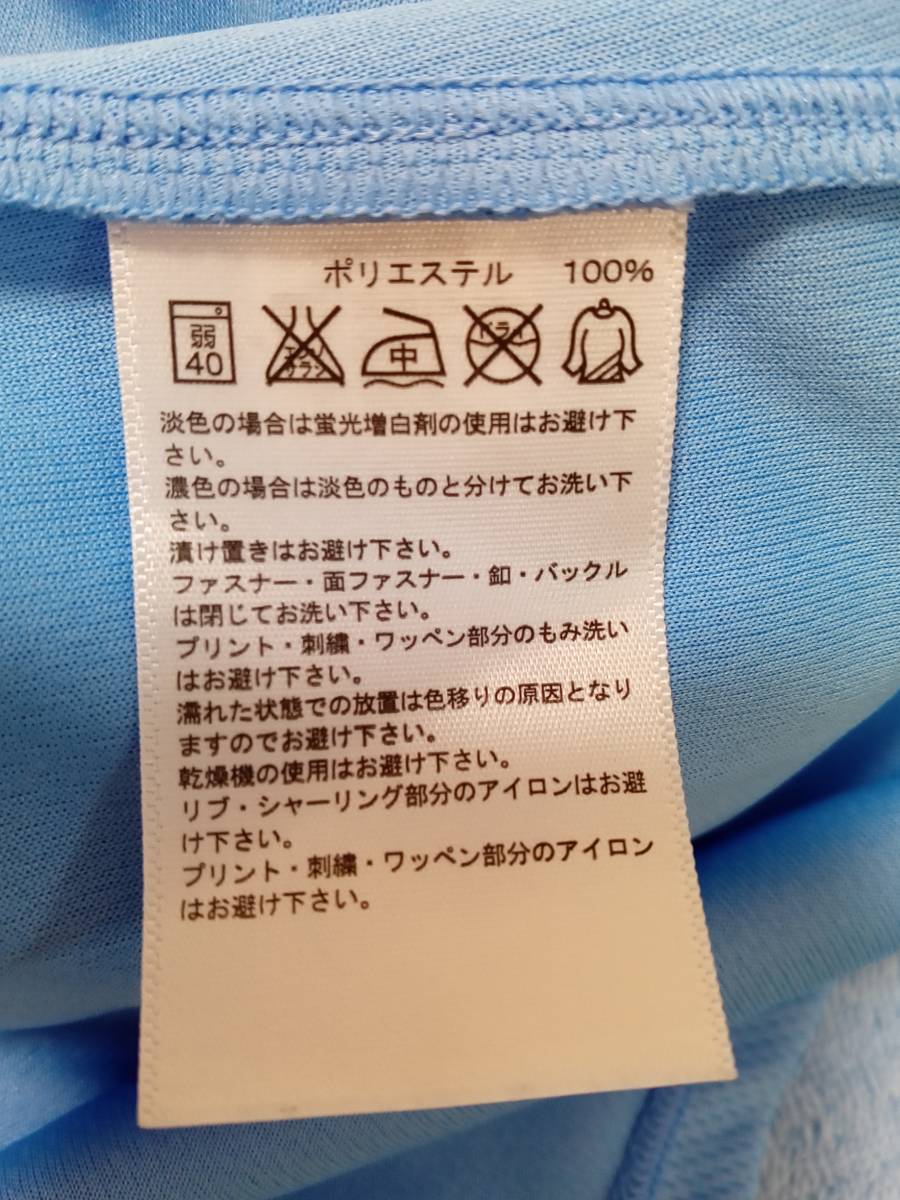 ポリエステル 100%
弱 40 エンソ サラシ 中 ドライ
淡色の場合は蛍光増白剤の使用はお避け下
さい。
濃色の場合は淡色のものと分けてお洗い下
さい。
漬け置きはお避け下さい。
ファスナー・面ファスナー・釦・バックル
は閉じてお洗い下さい。
プリント・刺繍・ワッペン部分のもみ洗い
はお避け下さい。
濡れた状態での放置は色移りの原因となり
ますのでお避け下さい。
乾燥機の使用はお避け下さい。
リブ・シャーリング部分のアイロンはお避
け下さい。
プリント・刺繍・ワッペン部分のアイロン
はお避け下さい。